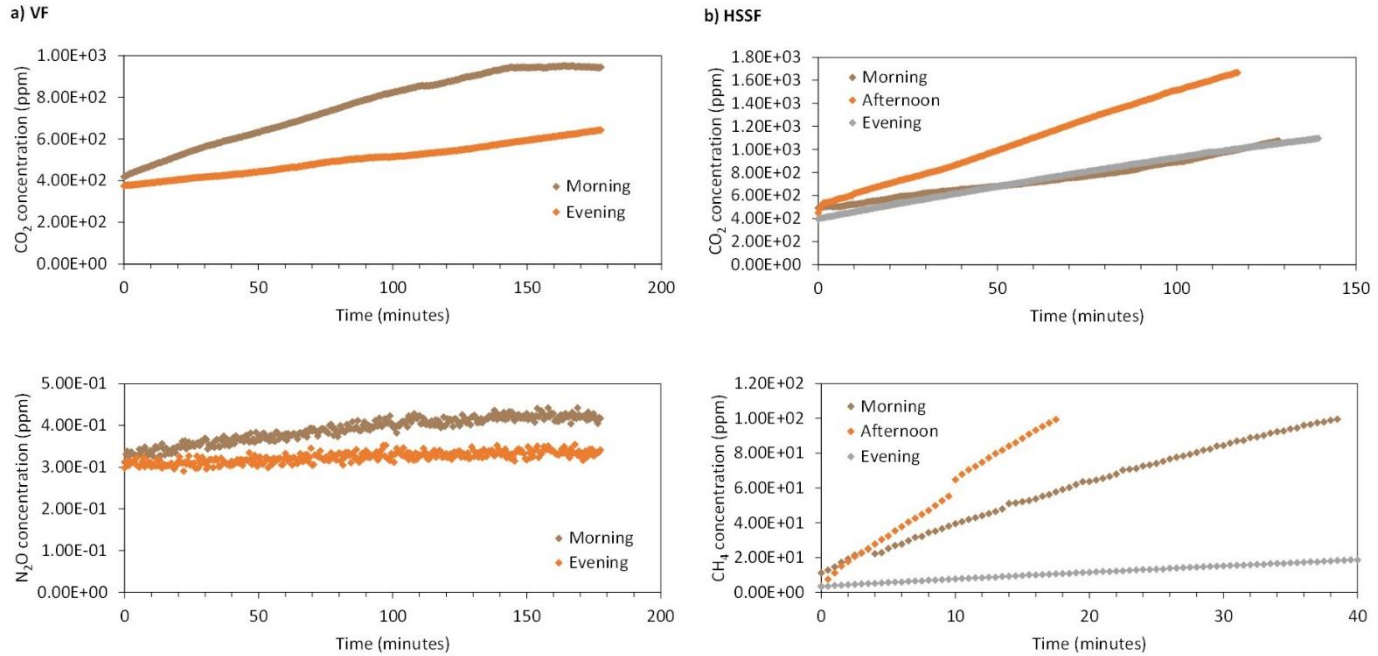 a) VF
CO₂ concentration (ppm)
1.00E+03
8.00E+02
6.00E+02
4.00E+02
2.00E+02
0.00E+00
0 50 100 150 200
Time (minutes)
Morning
Evening
b) HSSF
CO₂ concentration (ppm)
1.80E+03
1.60E+03
1.40E+03
1.20E+03
1.00E+03
8.00E+02
6.00E+02
4.00E+02
2.00E+02
0.00E+00
0 50 100 150
Time (minutes)
Morning
Afternoon
Evening
N₂O concentration (ppm)
5.00E-01
4.00E-01
3.00E-01
2.00E-01
1.00E-01
0.00E+00
0 50 100 150 200
Time (minutes)
Morning
Evening
CH₄ concentration (ppm)
1.20E+02
1.00E+02
8.00E+01
6.00E+01
4.00E+01
2.00E+01
0.00E+00
0 10 20 30 40
Time (minutes)
Morning
Afternoon
Evening